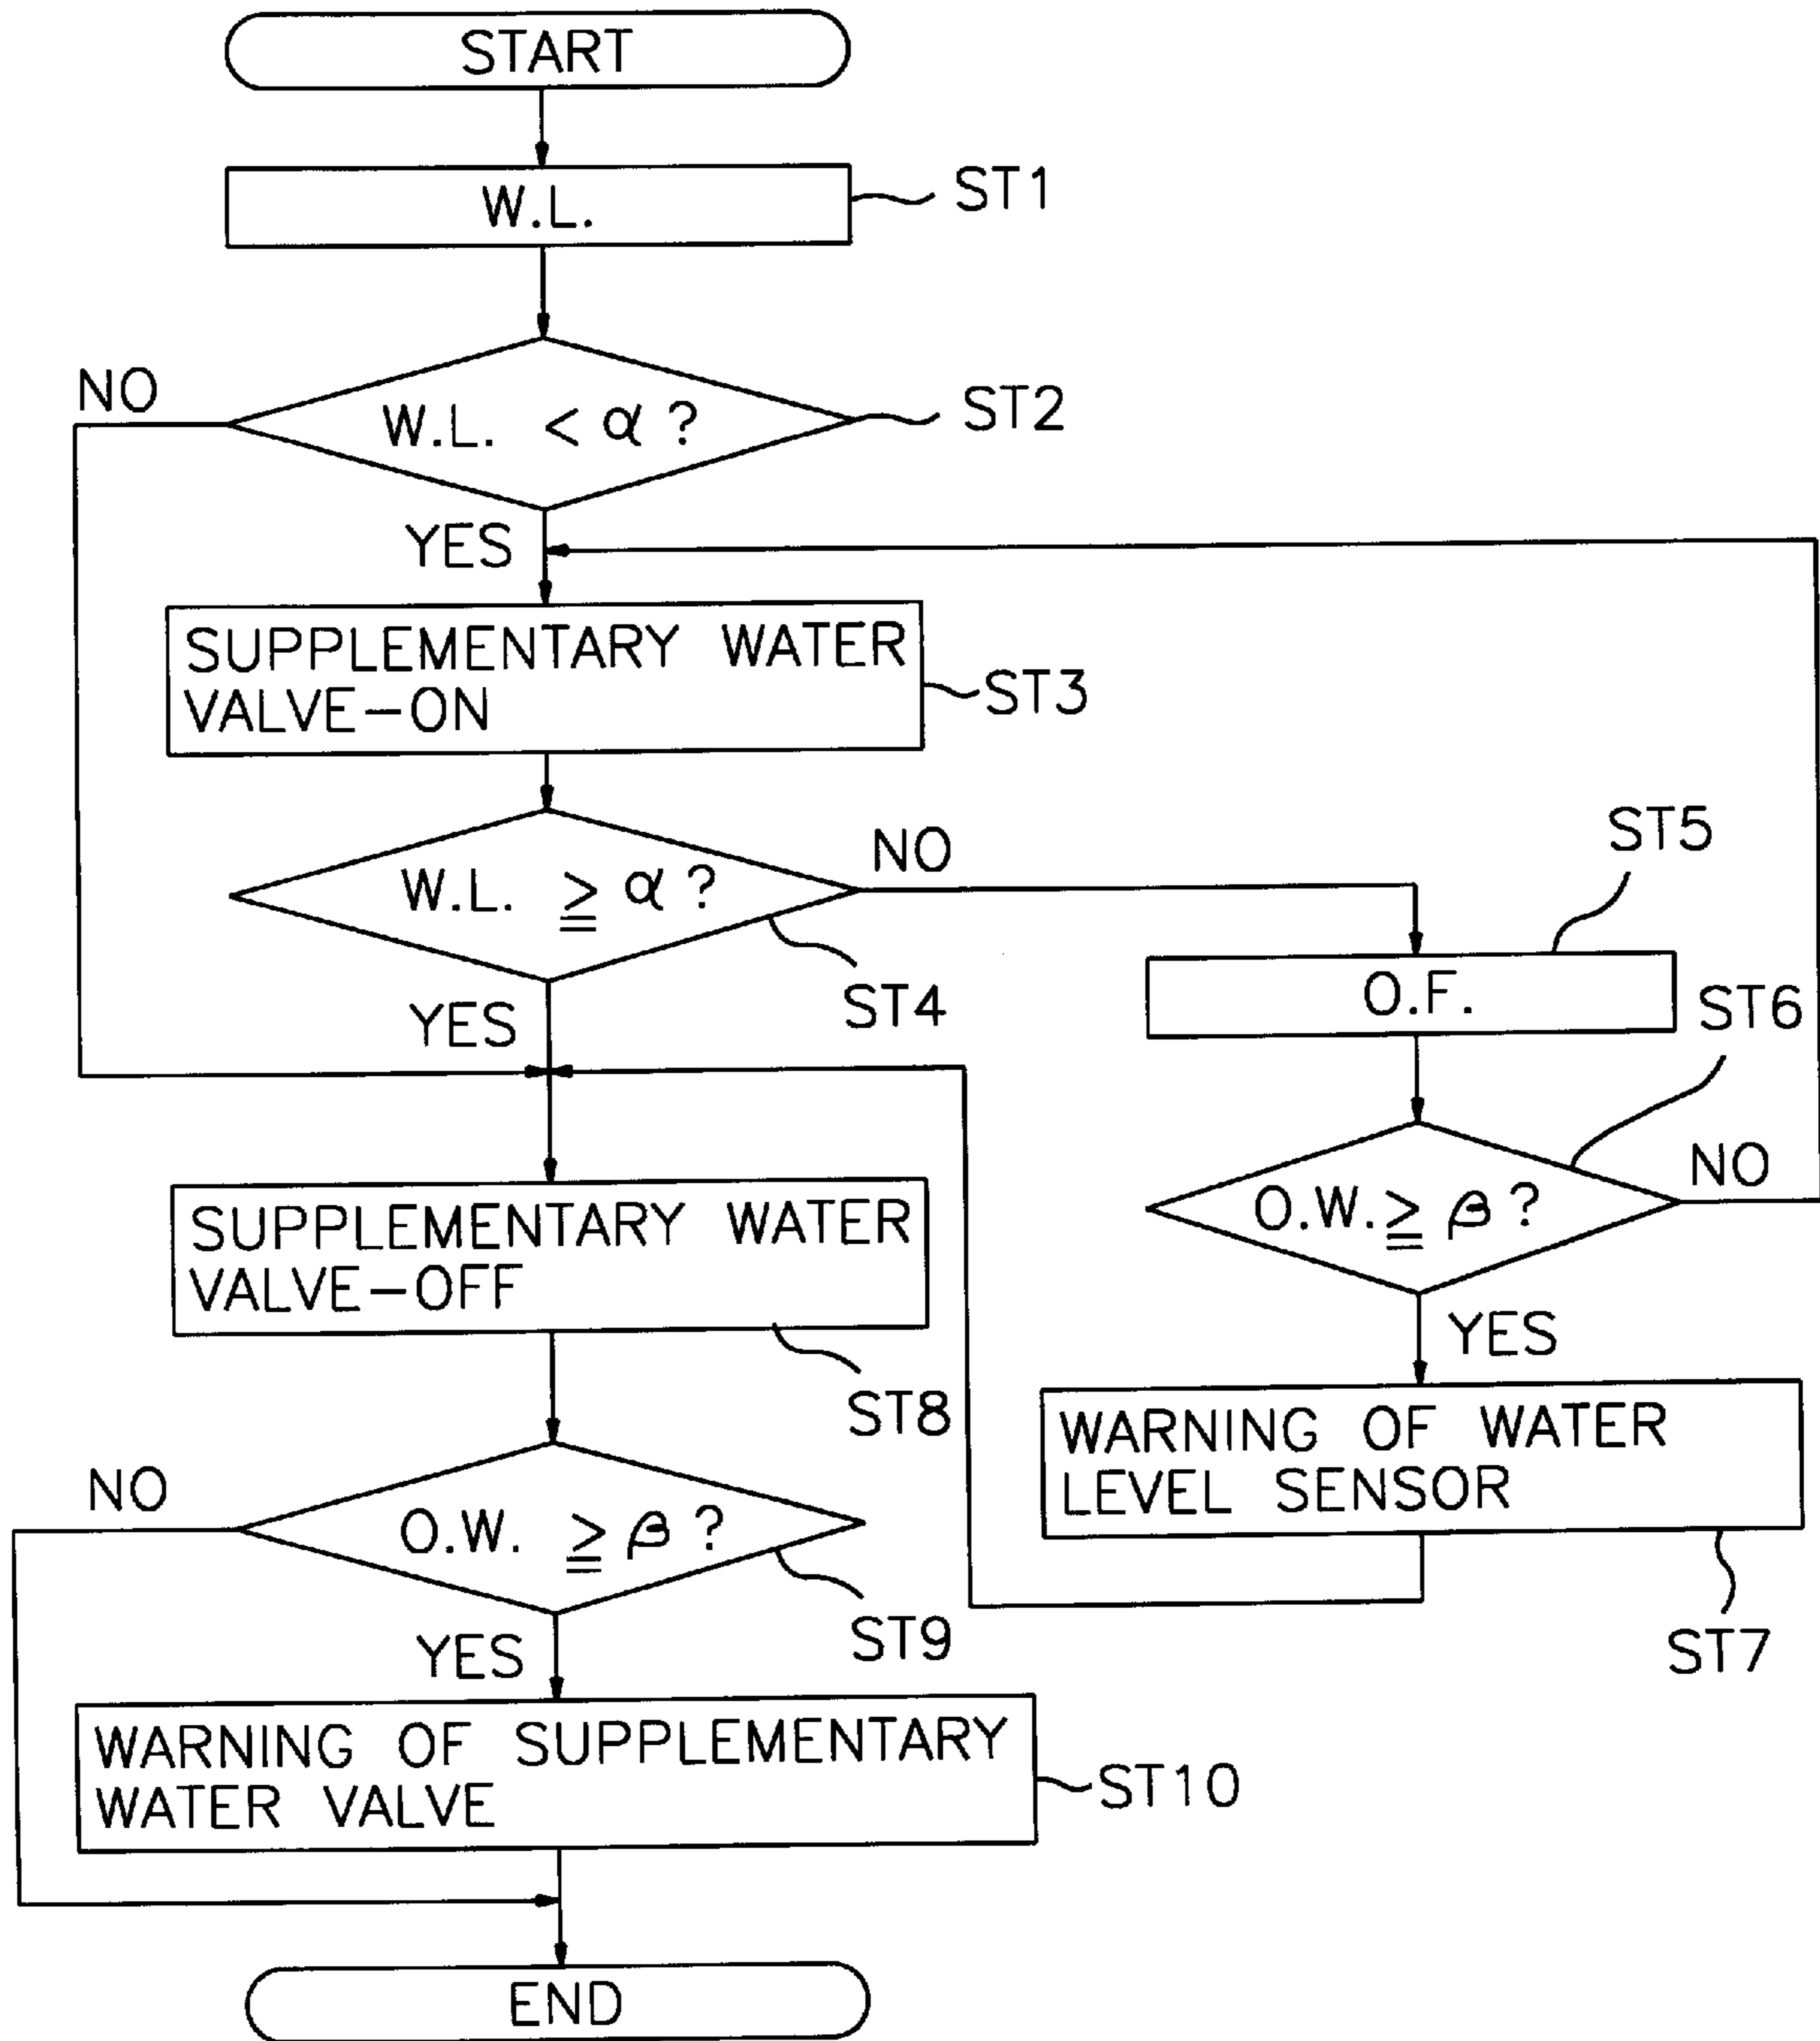 START
W.L.
ST1
NO
W.L. < α ?
ST2
YES
SUPPLEMENTARY WATER
VALVE-ON
ST3
W.L. ≧ α ?
NO
ST4
YES
ST5
O.F.
ST6
O.W. ≧ β ?
NO
YES
WARNING OF WATER
LEVEL SENSOR
ST7
SUPPLEMENTARY WATER
VALVE-OFF
ST8
NO
O.W. ≧ β ?
ST9
YES
WARNING OF SUPPLEMENTARY
WATER VALVE
ST10
END